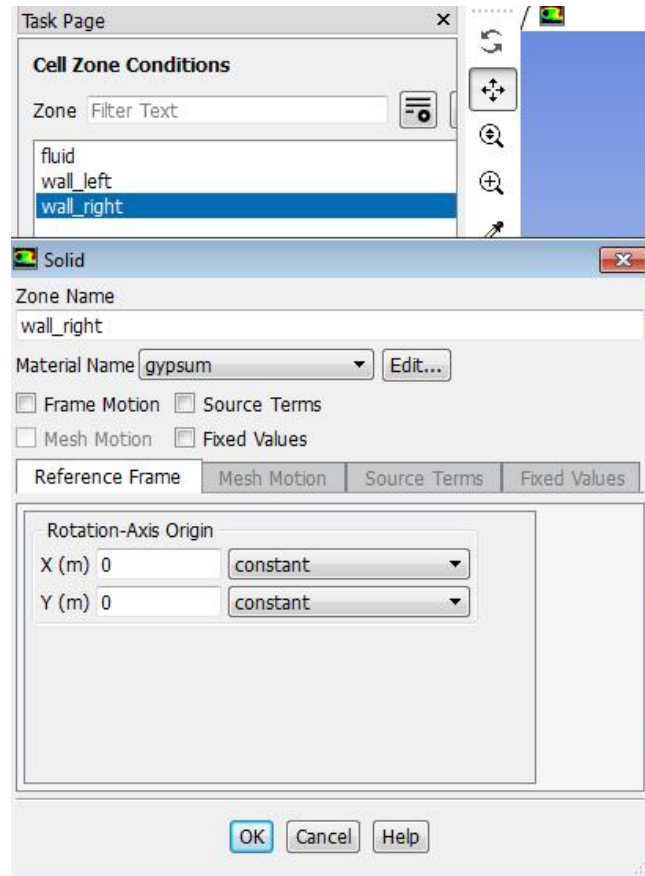 Task Page
Cell Zone Conditions
Zone Filter Text
fluid
wall_left
wall_right
Solid
Zone Name
wall_right
Material Name gypsum Edit...
Frame Motion Source Terms
Mesh Motion Fixed Values
Reference Frame Mesh Motion Source Terms Fixed Values
Rotation-Axis Origin
X (m) 0 constant
Y (m) 0 constant
OK Cancel Help